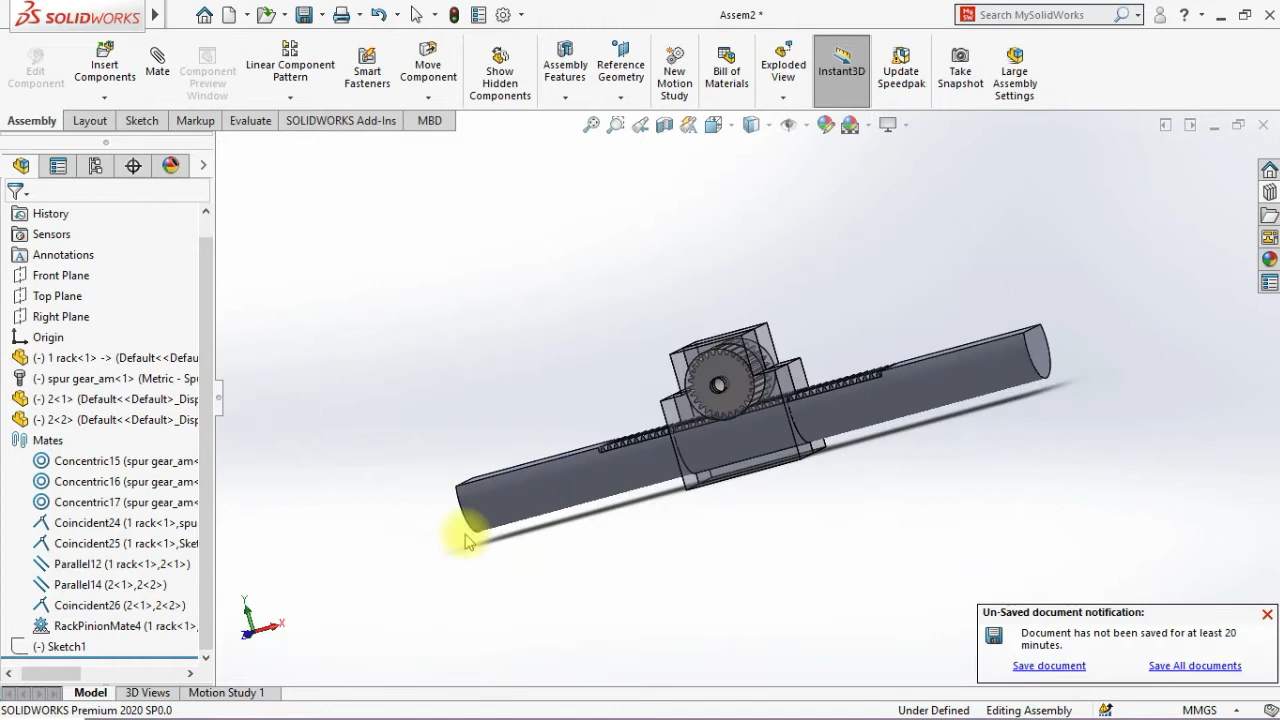 SOLIDWORKS
Assem2 *
Search MySolidWorks
?
Edit Component
Insert Components
Mate
Component Preview Window
Linear Component Pattern
Smart Fasteners
Move Component
Show Hidden Components
Assembly Features
Reference Geometry
New Motion Study
Bill of Materials
Exploded View
Instant3D
Update Speedpak
Take Snapshot
Large Assembly Settings
Assembly
Layout
Sketch
Markup
Evaluate
SOLIDWORKS Add-Ins
MBD
History
Sensors
Annotations
Front Plane
Top Plane
Right Plane
Origin
(-) 1 rack<1> -> (Default<<Defau
(-) spur gear_am<1> (Metric - Spu
(-) 2<1> (Default<<Default>_Disp
(-) 2<2> (Default<<Default>_Disp
Mates
Concentric15 (spur gear_am<
Concentric16 (spur gear_am<
Concentric17 (spur gear_am<
Coincident24 (1 rack<1>,spu
Coincident25 (1 rack<1>,Sket
Parallel12 (1 rack<1>,2<1>)
Parallel14 (2<1>,2<2>)
Coincident26 (2<1>,2<2>)
RackPinionMate4 (1 rack<1>,
(-) Sketch1
Y
X
Z
Un-Saved document notification:
Document has not been saved for at least 20
minutes.
Save document
Save All documents
Model
3D Views
Motion Study 1
SOLIDWORKS Premium 2020 SP0.0
Under Defined
Editing Assembly
MMGS